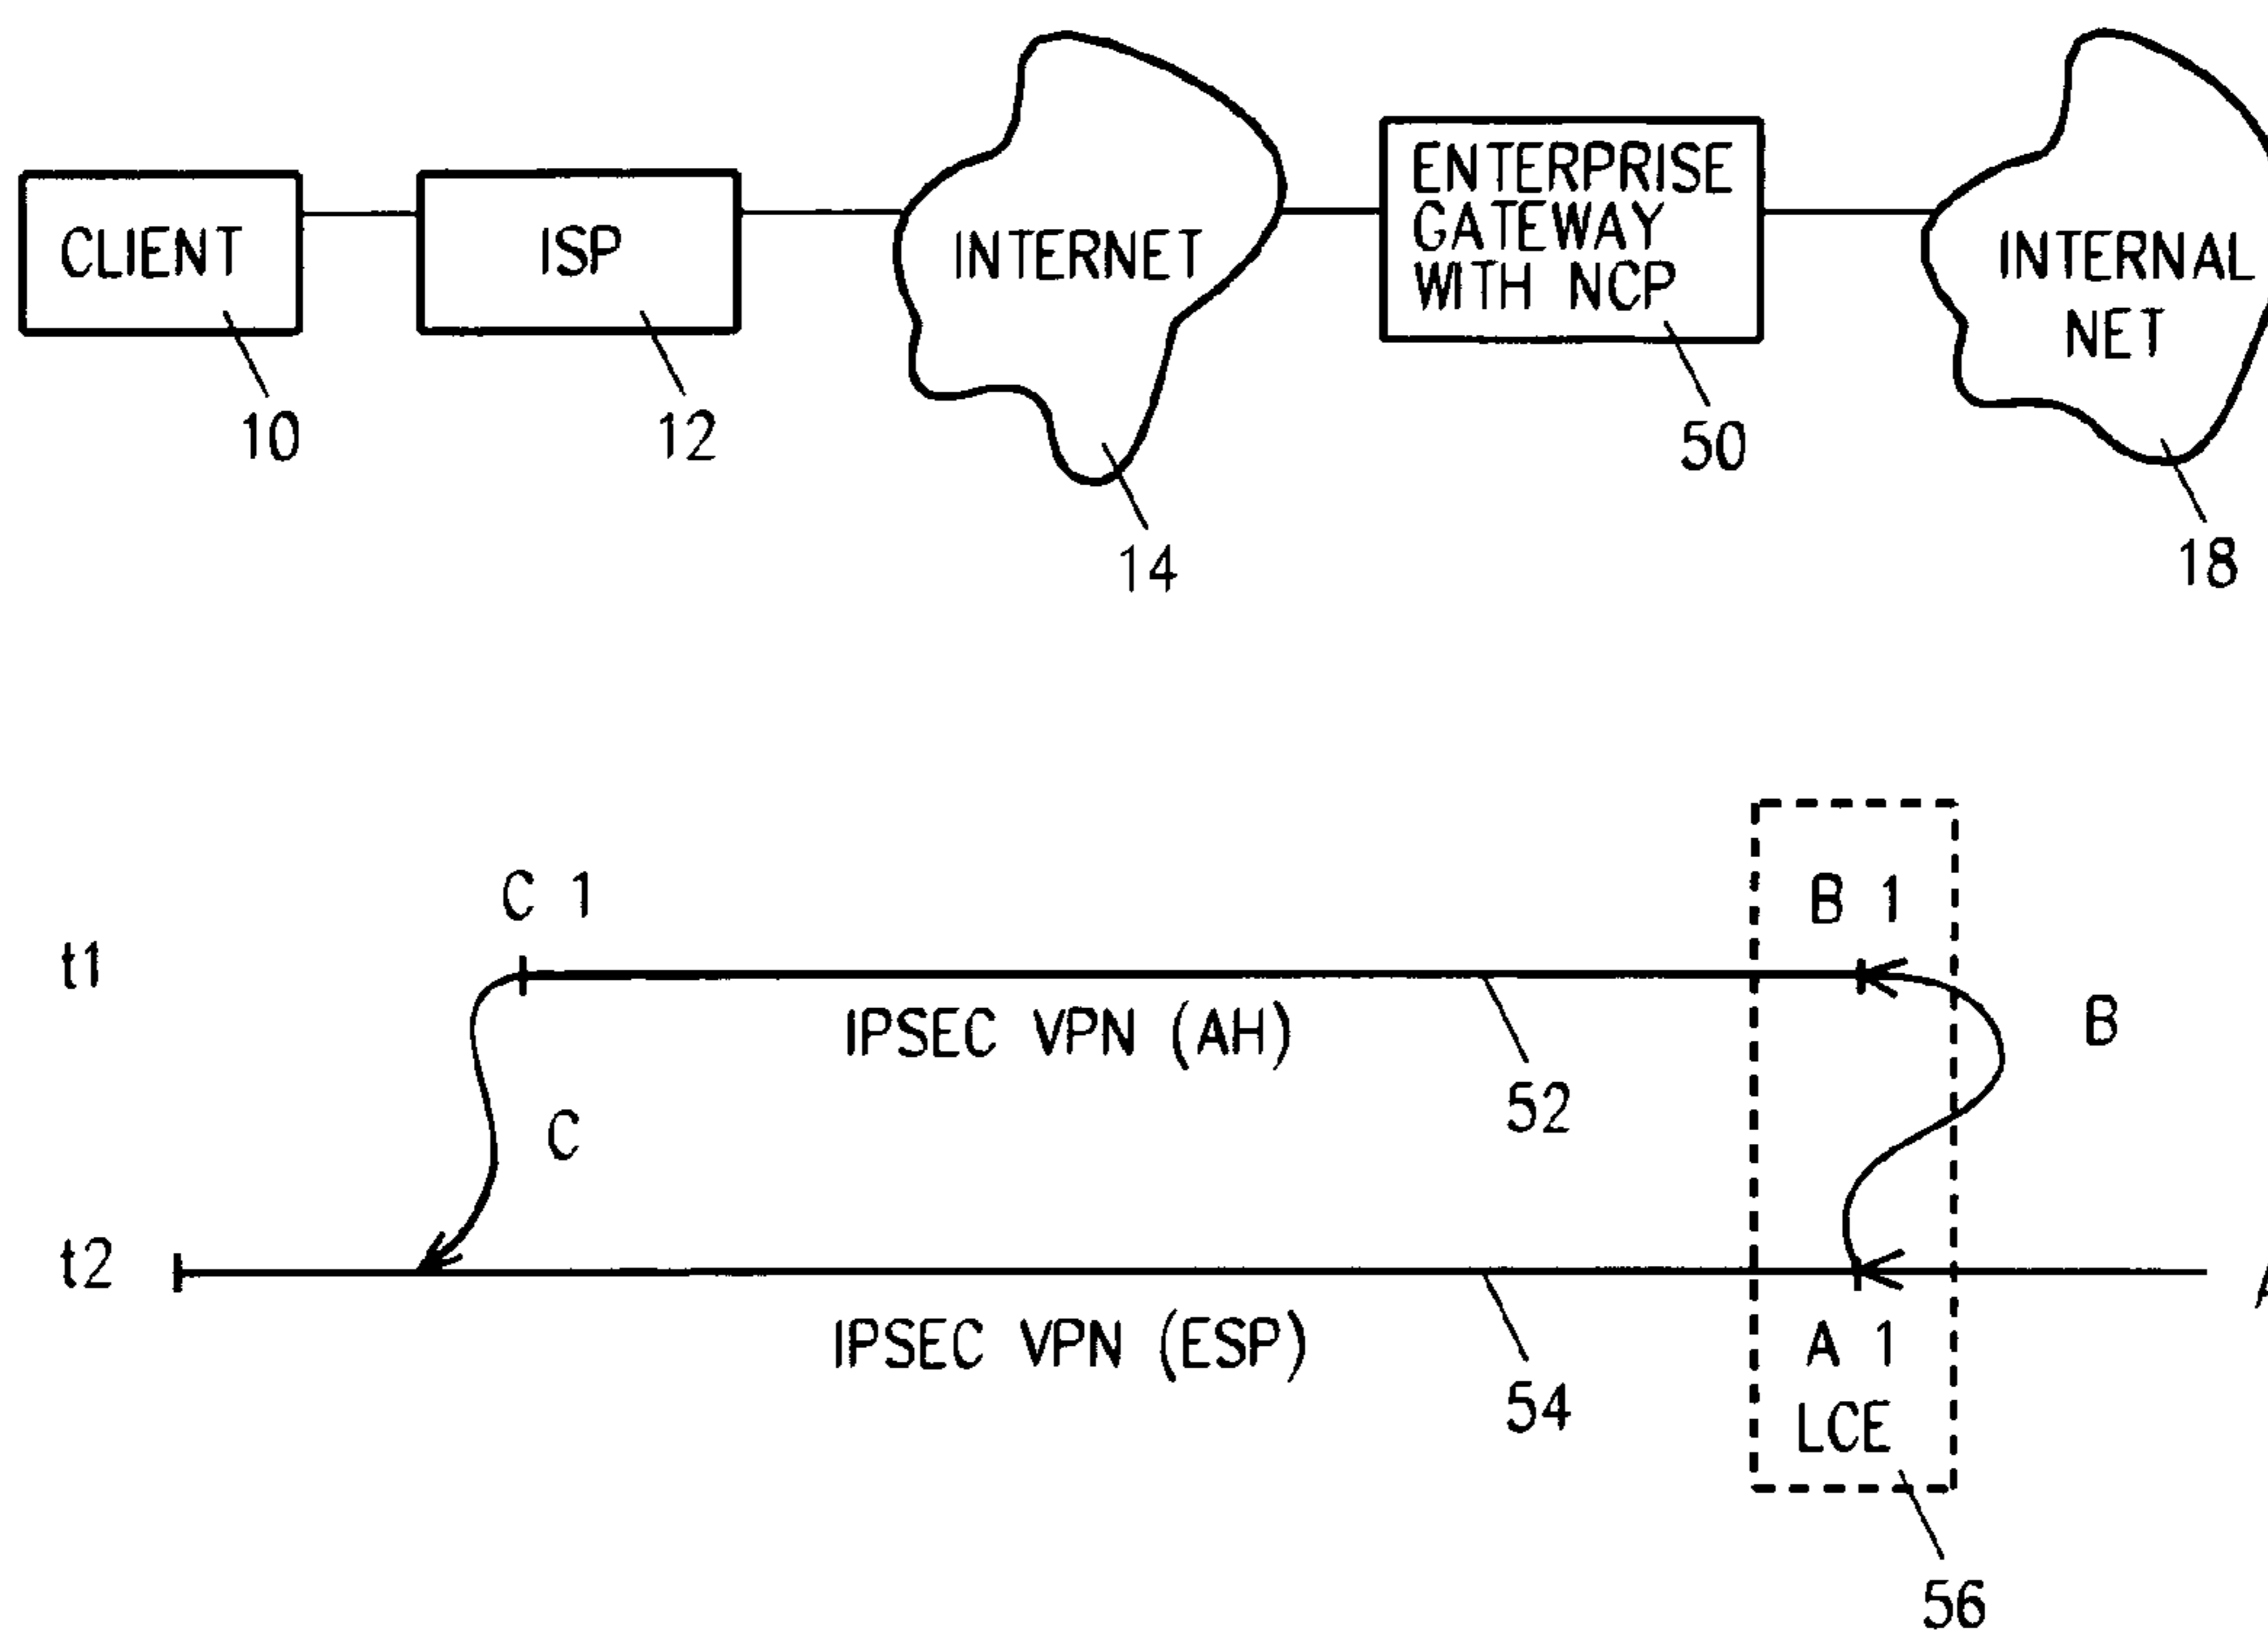 CLIENT
ISP
INTERNET
ENTERPRISE
GATEWAY
WITH NCP
INTERNAL
NET
10
12
14
50
18
t1
C 1
B 1
IPSEC VPN (AH)
52
B
C
t2
IPSEC VPN (ESP)
54
A 1
LCE
56